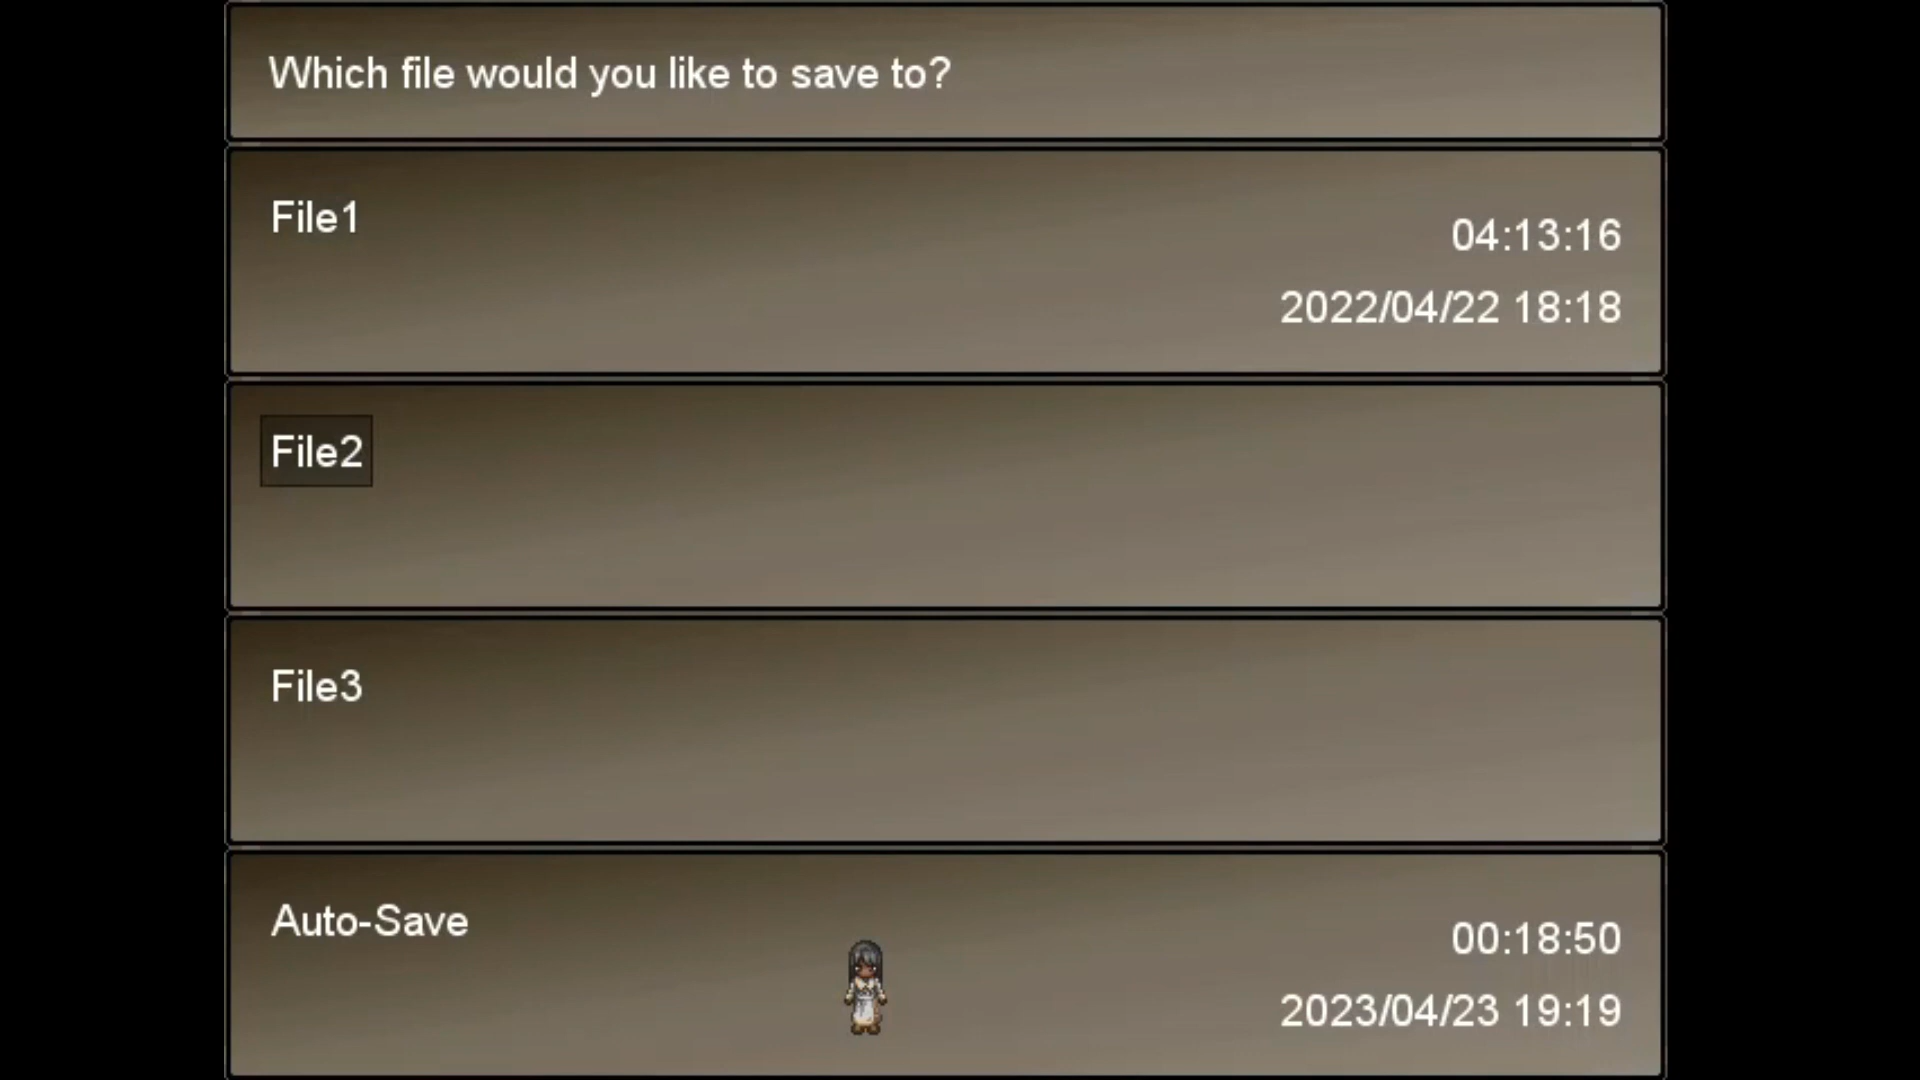 Which file would you like to save to?
File1
04:13:16
2022/04/22 18:18
File2
File3
Auto-Save
00:18:50
2023/04/23 19:19